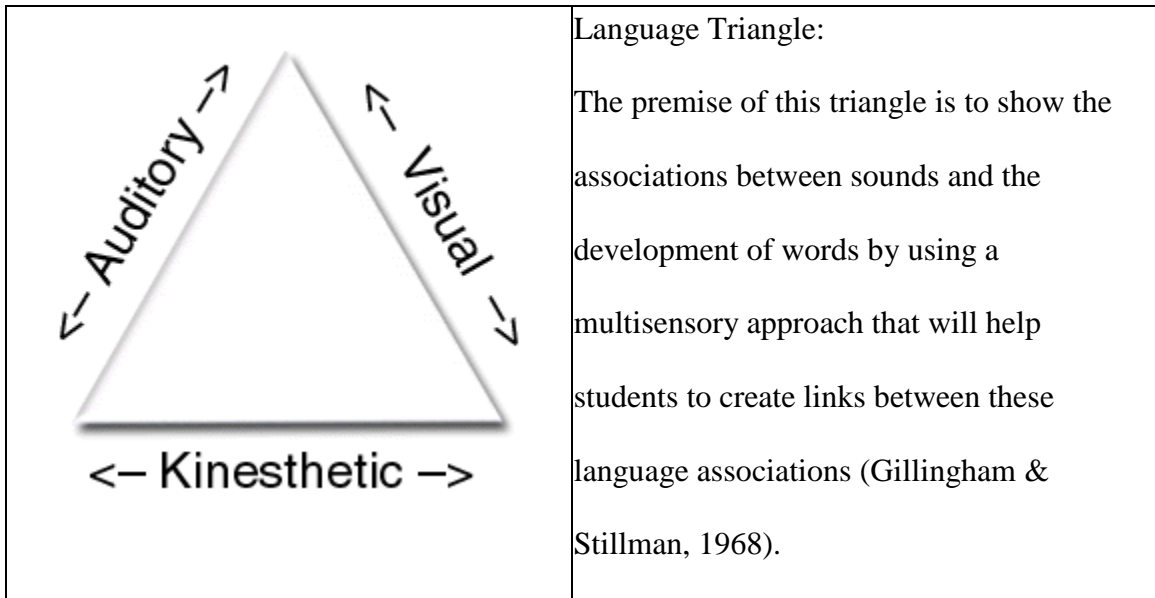 <– Auditory –>
<– Visual –>
<– Kinesthetic –>
Language Triangle:
The premise of this triangle is to show the
associations between sounds and the
development of words by using a
multisensory approach that will help
students to create links between these
language associations (Gillingham &
Stillman, 1968).